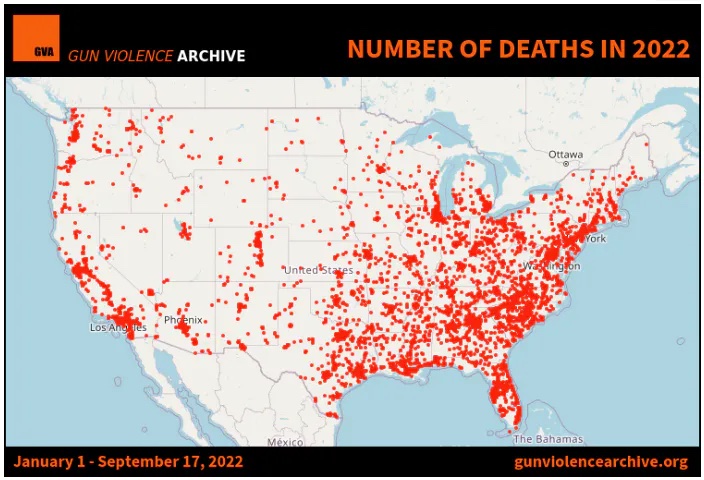 GVA
GUN VIOLENCE ARCHIVE
NUMBER OF DEATHS IN 2022
Ottawa
York
Washington
United States
Phoenix
Los Angeles
México
The Bahamas
January 1 - September 17, 2022
gunviolencearchive.org